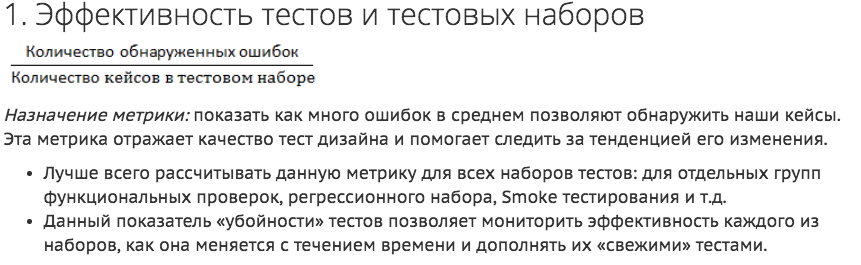 1. Эффективность тестов и тестовых наборов
Количество обнаруженных ошибок
Количество кейсов в тестовом наборе
Назначение метрики: показать как много ошибок в среднем позволяют обнаружить наши кейсы.
Эта метрика отражает качество тест дизайна и помогает следить за тенденцией его изменения.
• Лучше всего рассчитывать данную метрику для всех наборов тестов: для отдельных групп
функциональных проверок, регрессионного набора, Smoke тестирования и т.д.
• Данный показатель «убойности» тестов позволяет мониторить эффективность каждого из
наборов, как она меняется с течением времени и дополнять их «свежими» тестами.